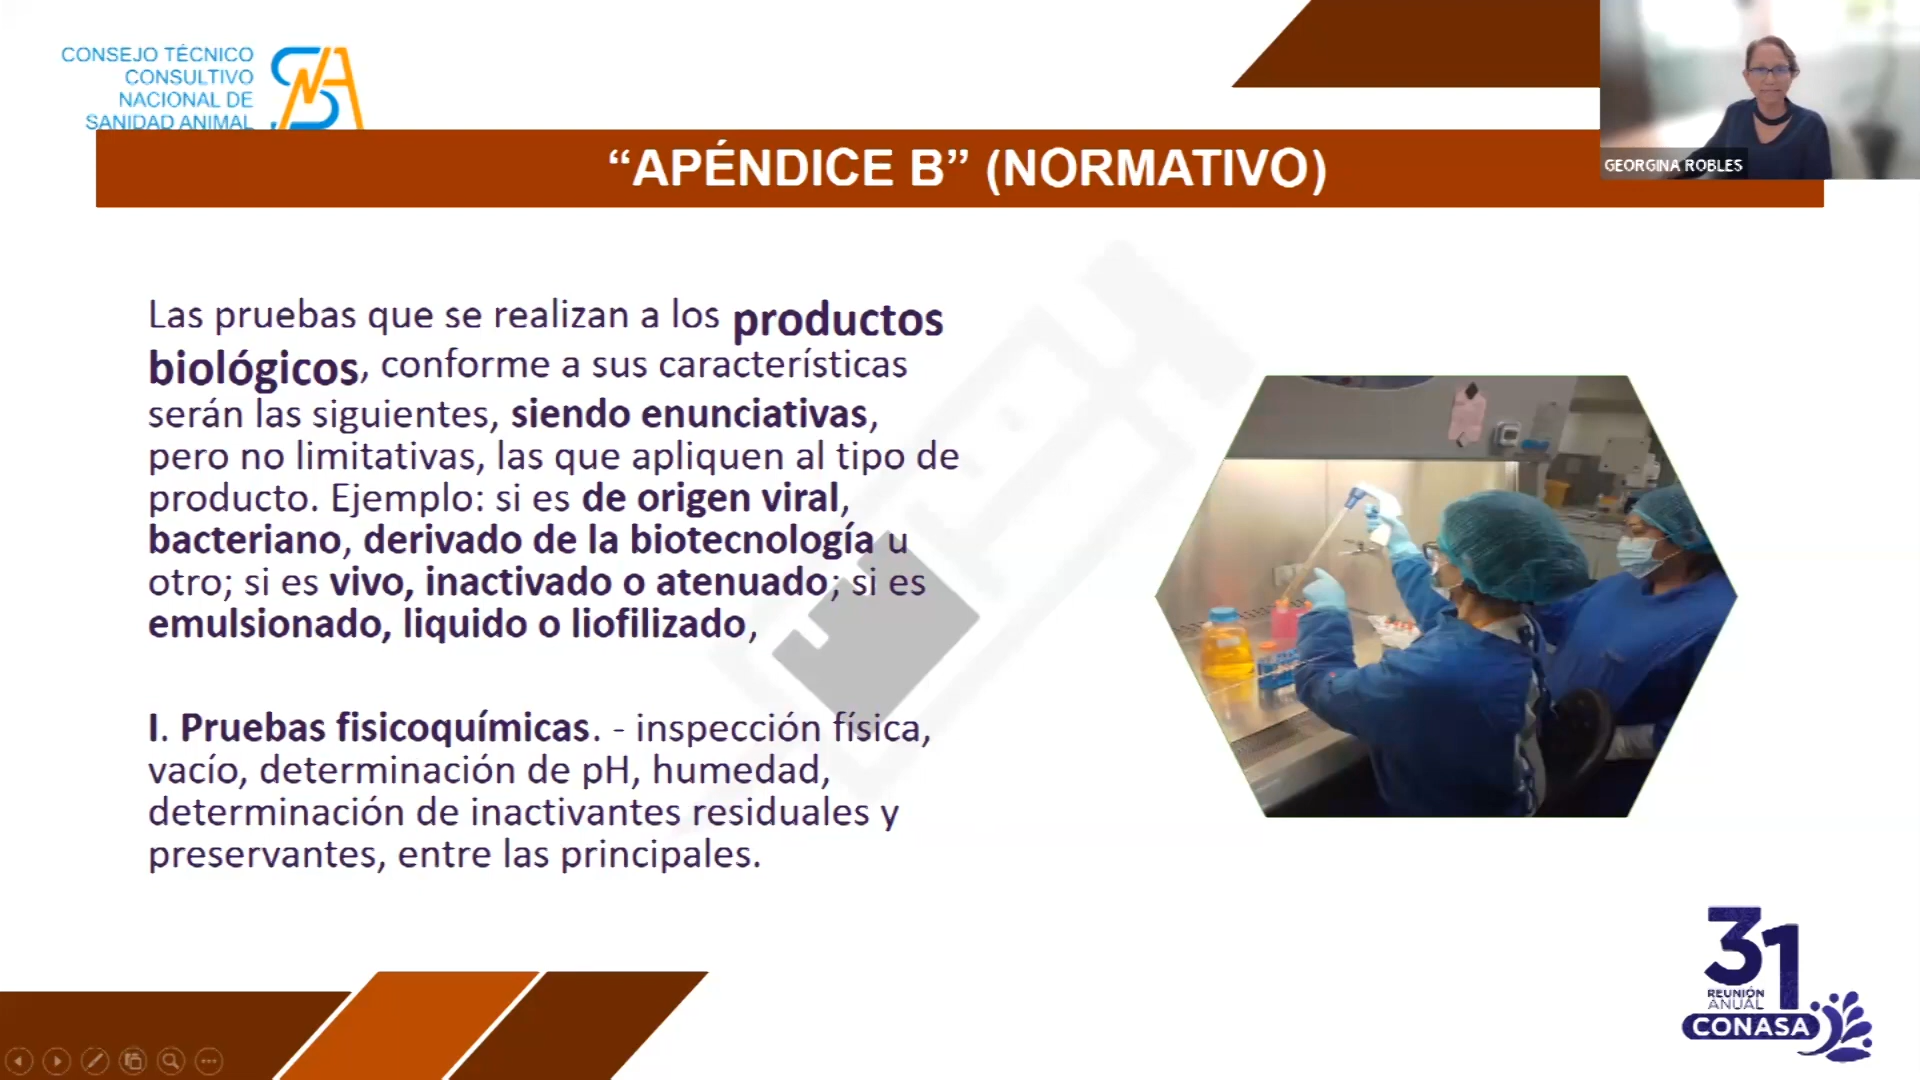 CONSEJO TÉCNICO
CONSULTIVO
NACIONAL DE
SANIDAD ANIMAL
“APÉNDICE B” (NORMATIVO)
GEORGINA ROBLES
Las pruebas que se realizan a los productos
biológicos, conforme a sus características
serán las siguientes, siendo enunciativas,
pero no limitativas, las que apliquen al tipo de
producto. Ejemplo: si es de origen viral,
bacteriano, derivado de la biotecnología u
otro; si es vivo, inactivado o atenuado; si es
emulsionado, liquido o liofilizado,
I. Pruebas fisicoquímicas. - inspección física,
vacío, determinación de pH, humedad,
determinación de inactivantes residuales y
preservantes, entre las principales.
31
REUNIÓN
ANUAL
CONASA